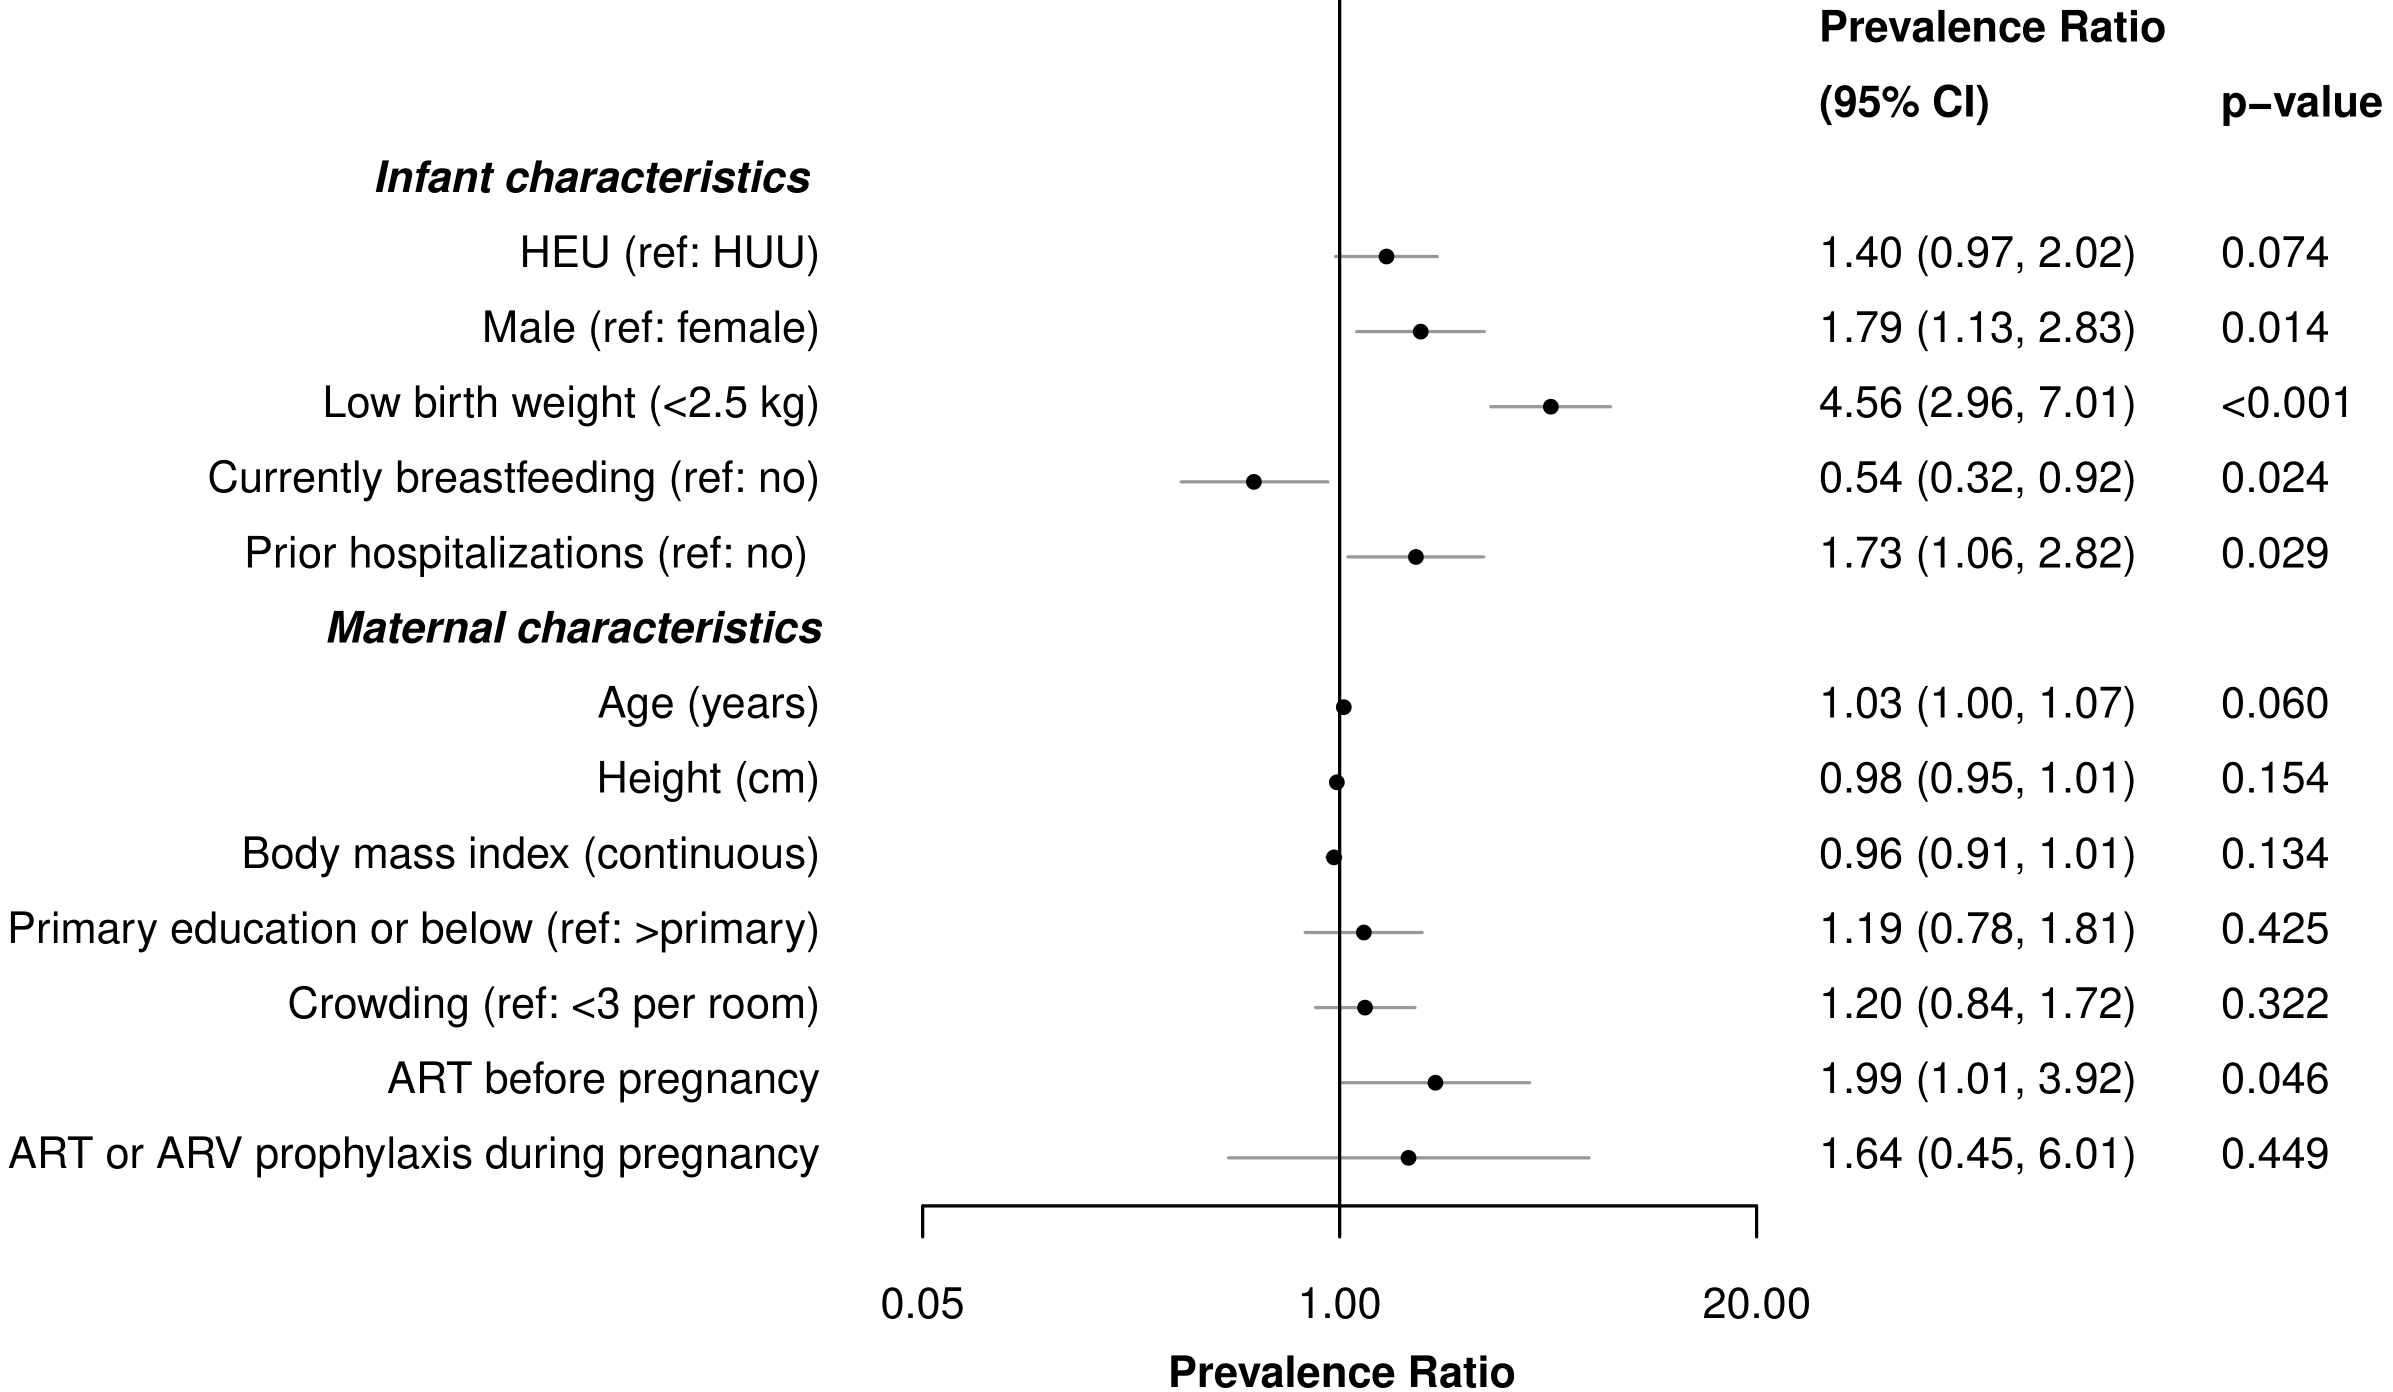 Prevalence Ratio
(95% CI) p−value
Infant characteristics
HEU (ref: HUU) 1.40 (0.97, 2.02) 0.074
Male (ref: female) 1.79 (1.13, 2.83) 0.014
Low birth weight (<2.5 kg) 4.56 (2.96, 7.01) <0.001
Currently breastfeeding (ref: no) 0.54 (0.32, 0.92) 0.024
Prior hospitalizations (ref: no) 1.73 (1.06, 2.82) 0.029
Maternal characteristics
Age (years) 1.03 (1.00, 1.07) 0.060
Height (cm) 0.98 (0.95, 1.01) 0.154
Body mass index (continuous) 0.96 (0.91, 1.01) 0.134
Primary education or below (ref: >primary) 1.19 (0.78, 1.81) 0.425
Crowding (ref: <3 per room) 1.20 (0.84, 1.72) 0.322
ART before pregnancy 1.99 (1.01, 3.92) 0.046
ART or ARV prophylaxis during pregnancy 1.64 (0.45, 6.01) 0.449
0.05 1.00 20.00
Prevalence Ratio